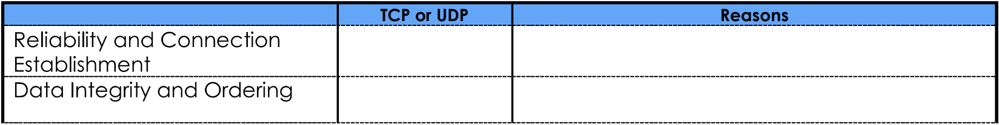 TCP or UDP
Reasons
Reliability and Connection
Establishment
Data Integrity and Ordering